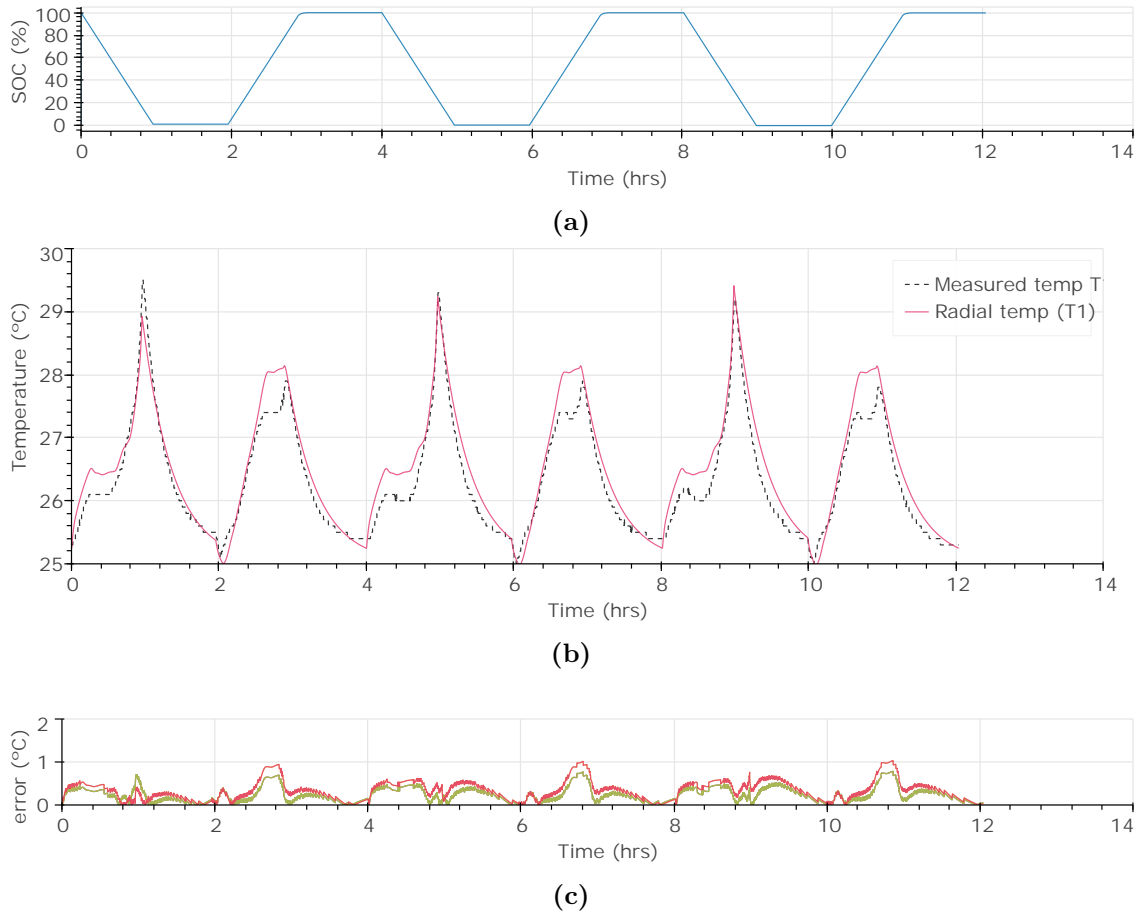 100
80
60
40
20
0
SOC (%)
0 2 4 6 8 10 12 14
Time (hrs)
(a)
30
29
28
27
26
25
Temperature (°C)
Measured temp T
Radial temp (T1)
0 2 4 6 8 10 12 14
Time (hrs)
(b)
2
1
0
error (°C)
0 2 4 6 8 10 12 14
Time (hrs)
(c)